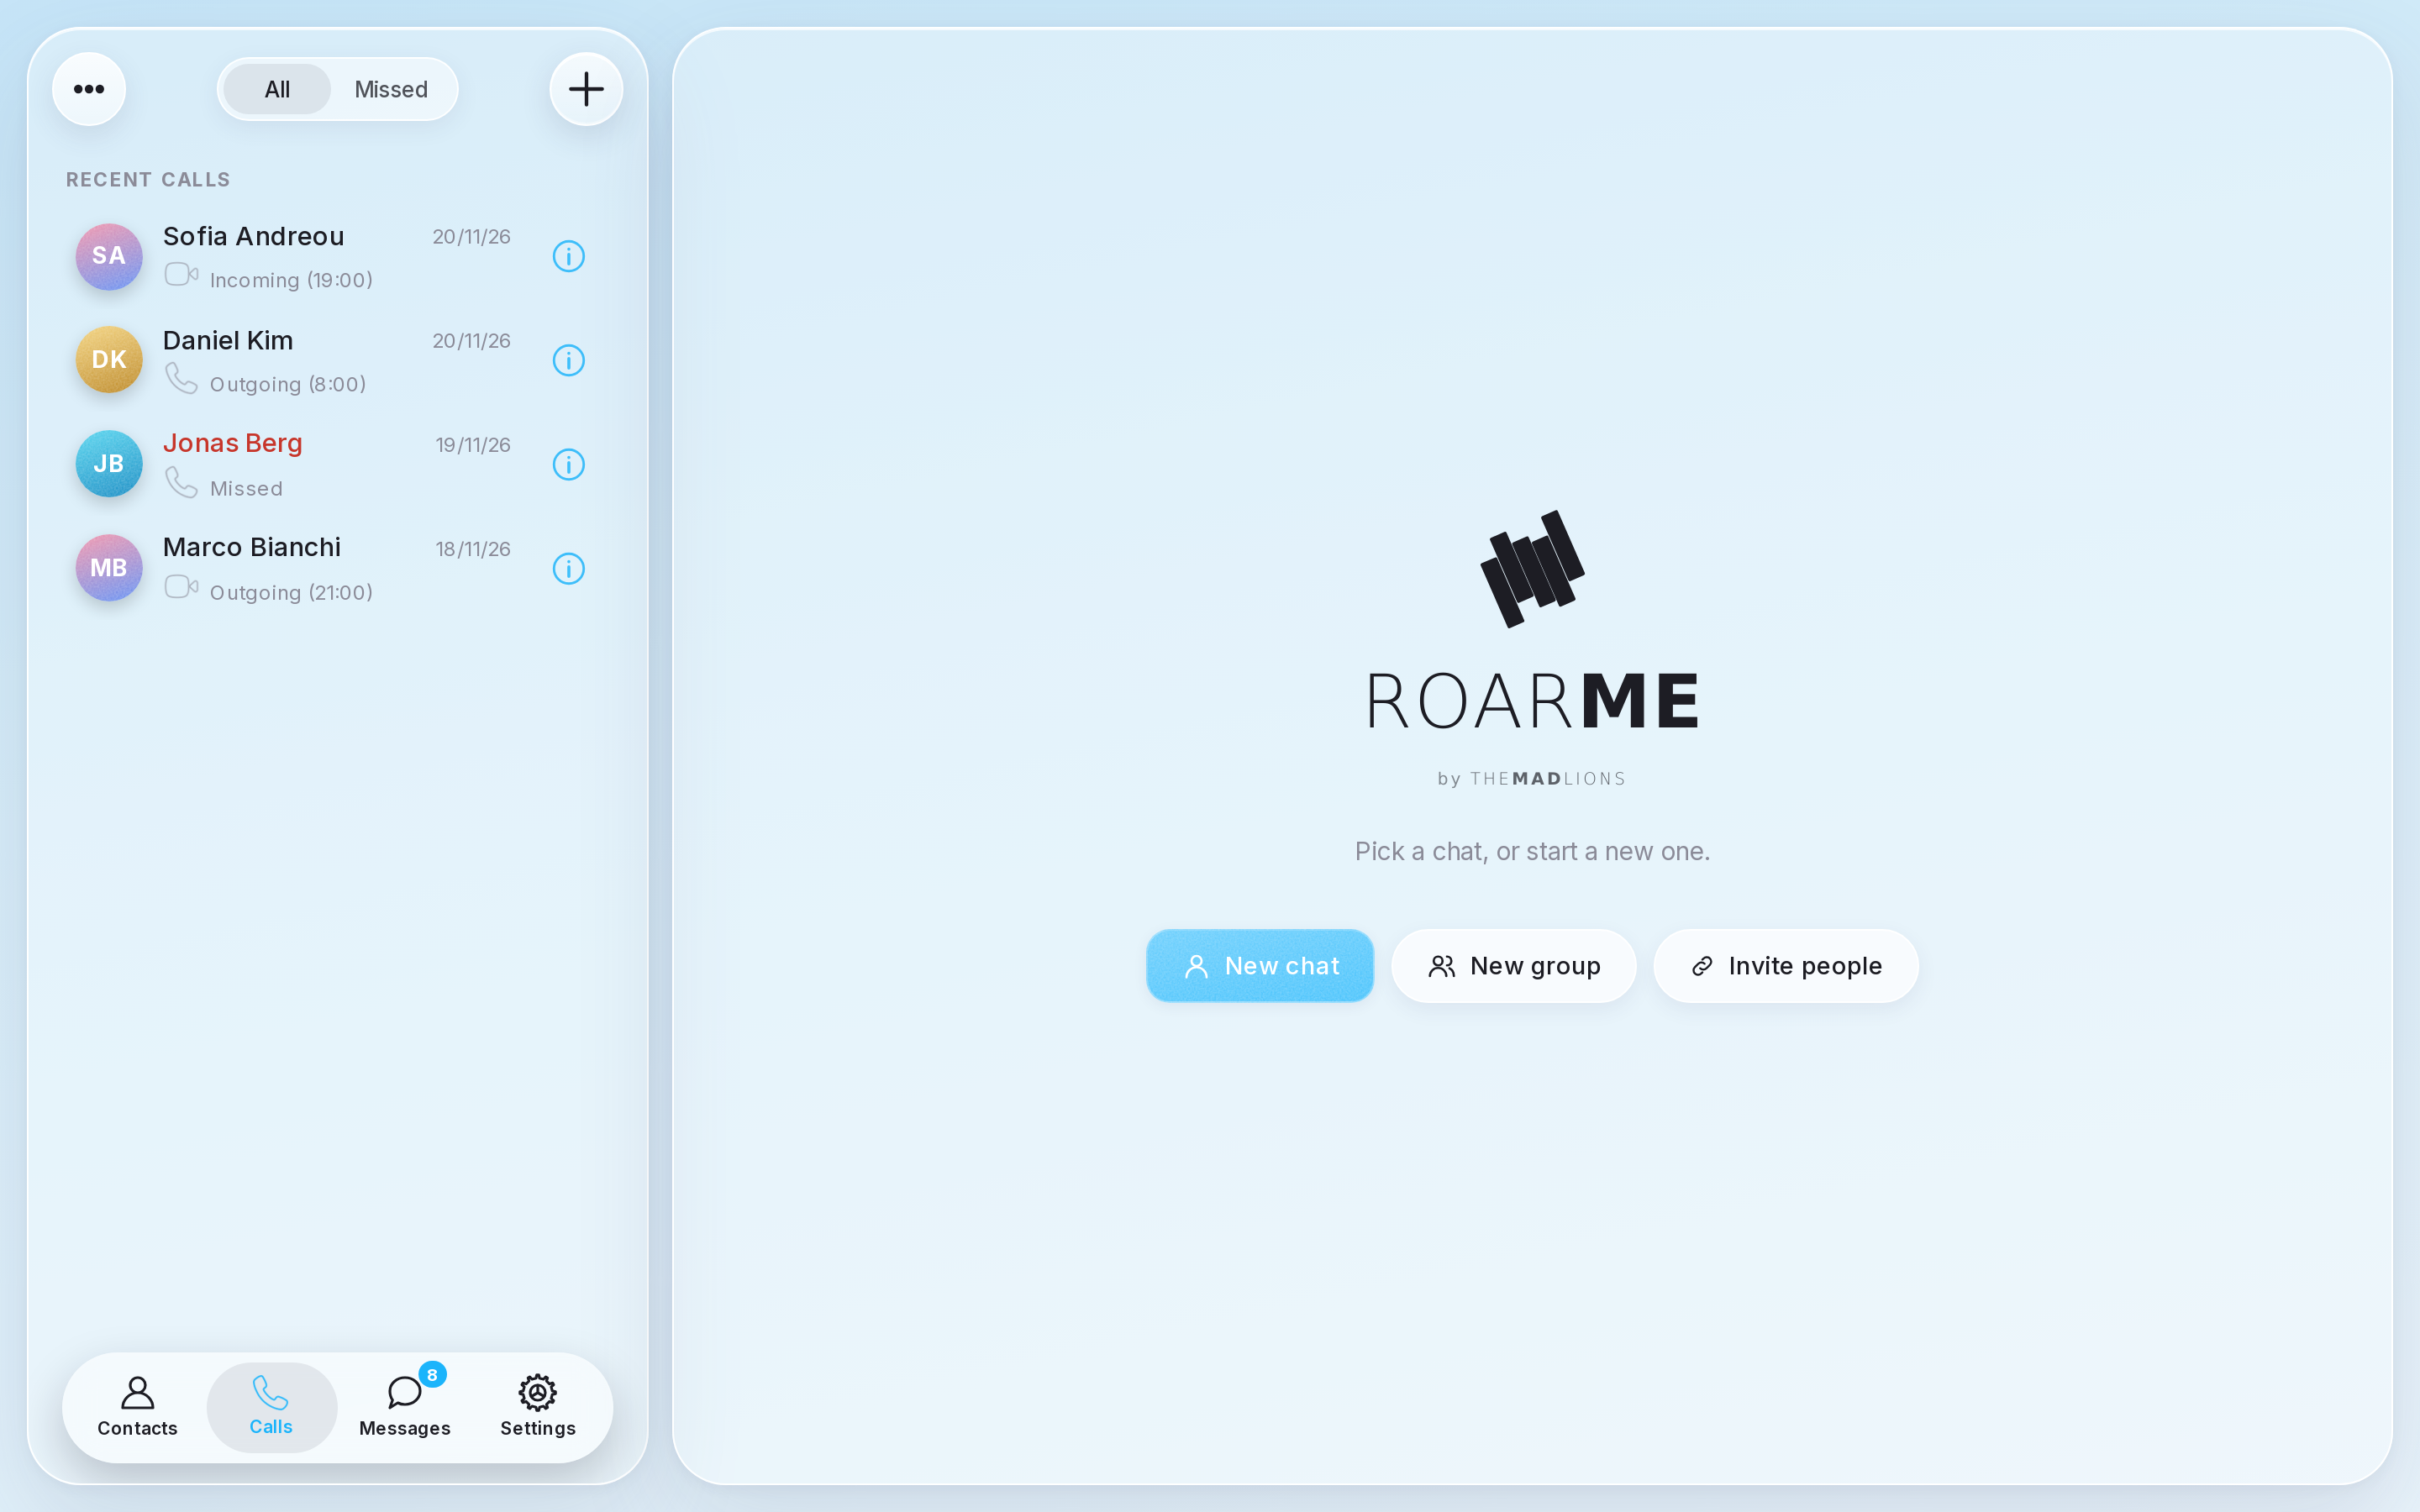 All Missed
RECENT CALLS
SA Sofia Andreou 20/11/26
Incoming (19:00)
DK Daniel Kim 20/11/26
Outgoing (8:00)
JB Jonas Berg 19/11/26
Missed
MB Marco Bianchi 18/11/26
Outgoing (21:00)
ROARME
by THEMADLIONS
Pick a chat, or start a new one.
New chat New group Invite people
8
Contacts Calls Messages Settings